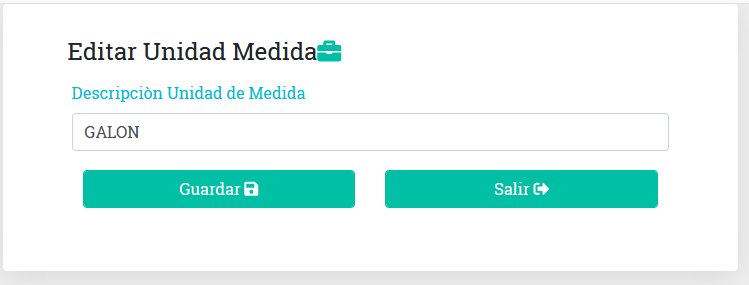 Editar Unidad Medida
Descripciòn Unidad de Medida
GALON
Guardar
Salir